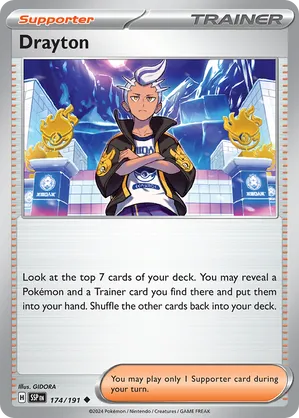 Supporter
TRAINER
Drayton
Look at the top 7 cards of your deck. You may reveal a
Pokémon and a Trainer card you find there and put them
into your hand. Shuffle the other cards back into your deck.
Illus. GIDORA
H SSP EN 174/191
You may play only 1 Supporter card during
your turn.
©2024 Pokémon / Nintendo / Creatures / GAME FREAK